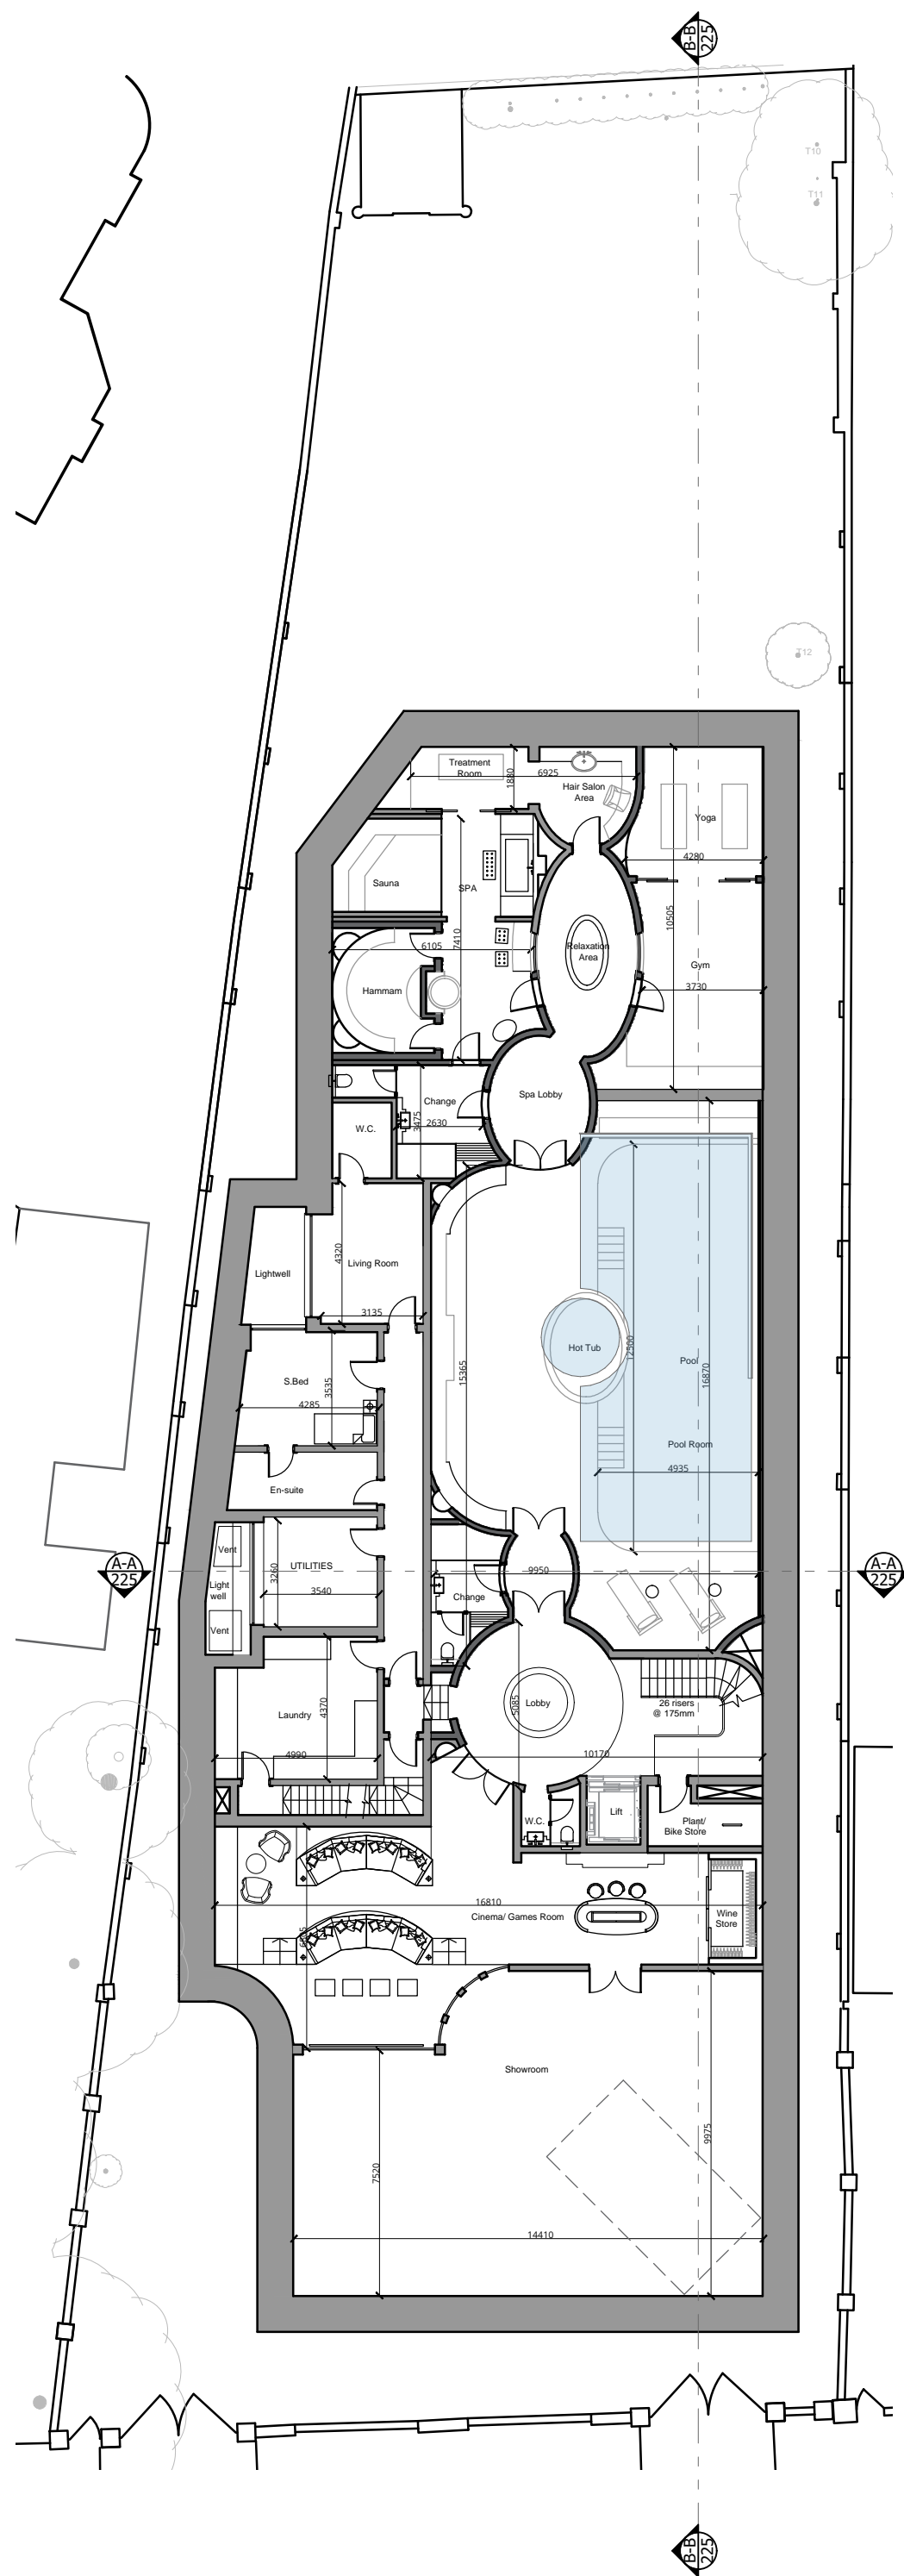 B-B
225
T10
T11
T12
Treatment
Room
6925
1880
Hair Salon
Area
Yoga
4280
Sauna
SPA
10505
7410
6105
Relaxation
Area
Gym
Hammam
3730
Spa Lobby
Change
3475
2630
W.C.
4320
Living Room
Lightwell
3135
15365
Hot Tub
12500
Pool
16870
S.Bed
3535
4285
Pool Room
4935
En-suite
A-A
225
Vent
UTILITIES
3260
3540
Light
well
Vent
9950
Change
A-A
225
Laundry
4370
4990
5085
Lobby
26 risers
@ 175mm
10170
W.C.
Lift
Plant/
Bike Store
16810
Cinema/ Games Room
Wine
Store
Showroom
7520
9975
14410
B-B
225